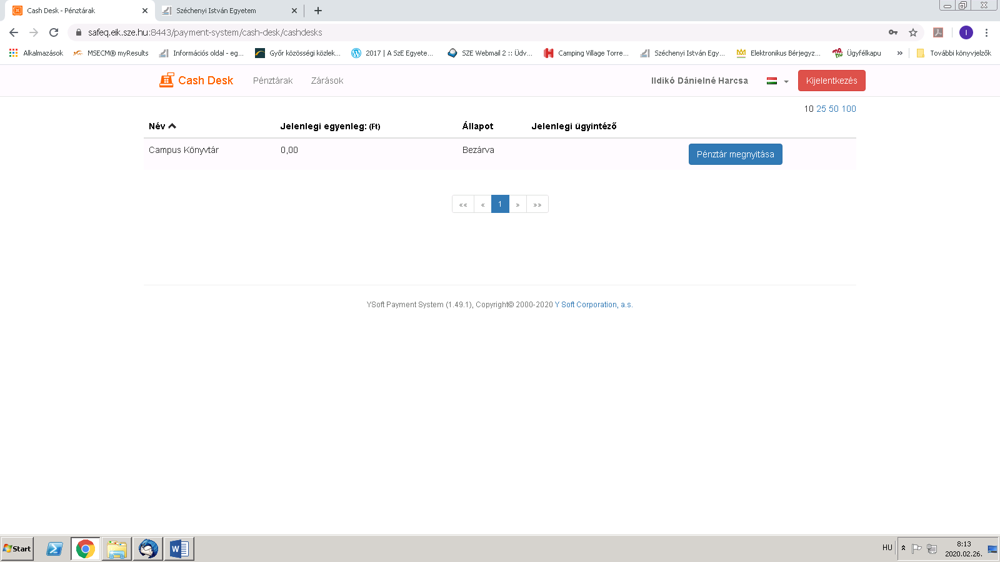 Cash Desk - Pénztárak
Széchenyi István Egyetem
safeq.eik.sze.hu:8443/payment-system/cash-desk/cashdesks
I
Alkalmazások
MSECM® myResults
Információs oldal - eg...
Győr közösségi közlek...
2017 | A SzE Egyete...
SZE Webmail 2 :: Üdv...
Camping Village Torre...
Széchenyi István Egy...
Elektronikus Bérjegyz...
Ügyfélkapu
»
További könyvjelzők
Cash Desk
Pénztárak
Zárások
Ildikó Dánielné Harcsa
Kijelentkezés
10 25 50 100
Név
Jelenlegi egyenleg: (Ft)
Állapot
Jelenlegi ügyintéző
Campus Könyvtár
0,00
Bezárva
Pénztár megnyitása
«« « 1 » »»
YSoft Payment System (1.49.1), Copyright© 2000-2020 Y Soft Corporation, a.s.
Start
HU
8:13
2020.02.26.